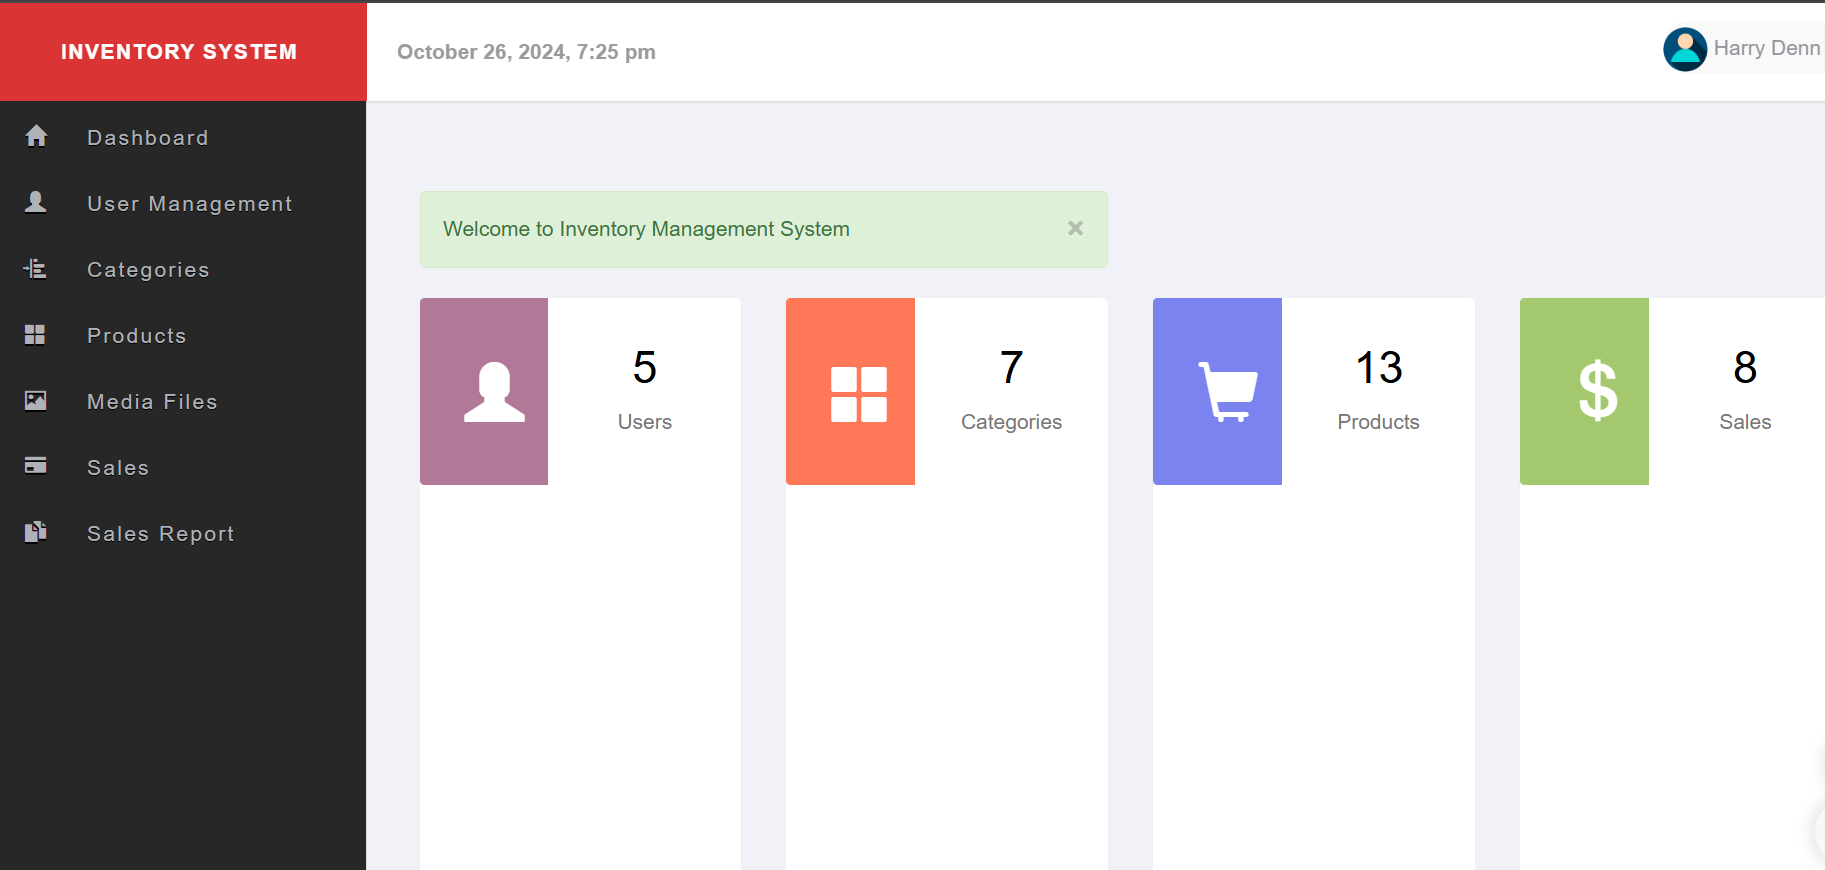 INVENTORY SYSTEM
October 26, 2024, 7:25 pm
Harry Denn
Dashboard
User Management
Categories
Products
Media Files
Sales
Sales Report
Welcome to Inventory Management System
×
5
Users
7
Categories
13
Products
$
8
Sales